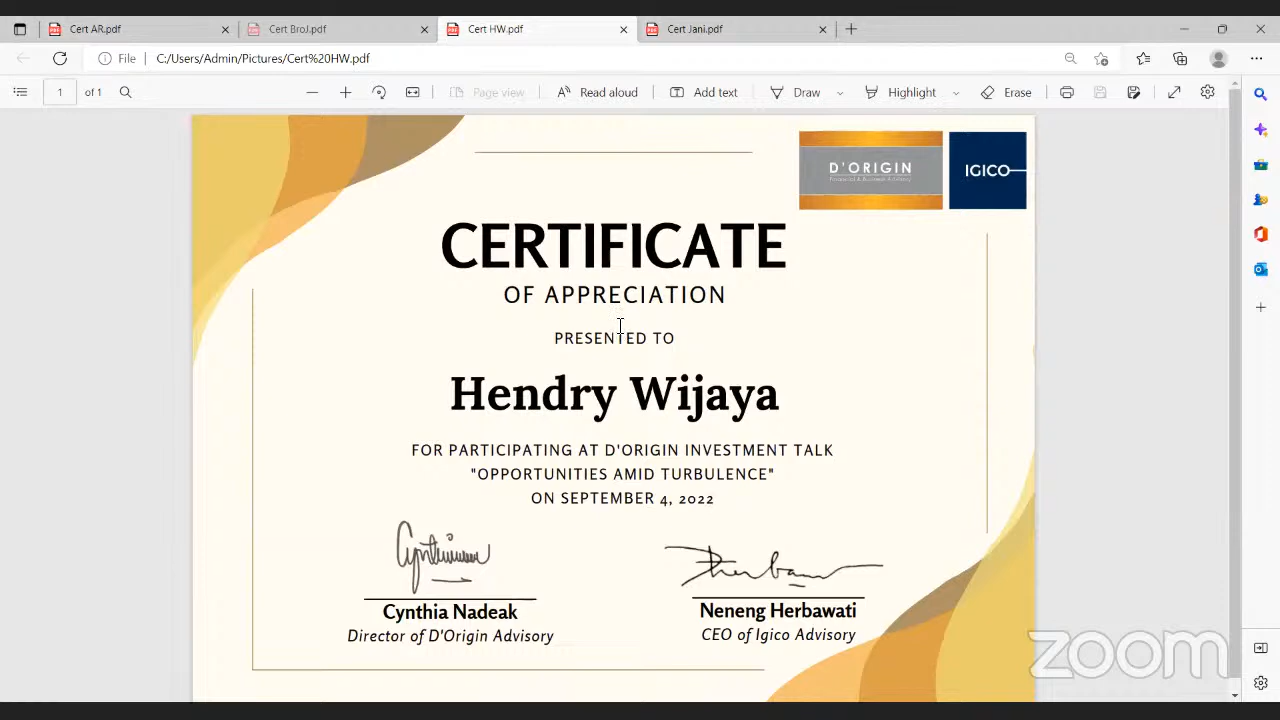 Cert AR.pdf
Cert BroJ.pdf
Cert HW.pdf
Cert Jani.pdf
File
C:/Users/Admin/Pictures/Cert%20HW.pdf
1 of 1
Page view
Read aloud
Add text
Draw
Highlight
Erase
D'ORIGIN
Financial & Business Advisory
IGICO
CERTIFICATE
OF APPRECIATION
PRESENTED TO
Hendry Wijaya
FOR PARTICIPATING AT D'ORIGIN INVESTMENT TALK
"OPPORTUNITIES AMID TURBULENCE"
ON SEPTEMBER 4, 2022
Cynthia Nadeak
Director of D'Origin Advisory
Neneng Herbawati
CEO of Igico Advisory
zoom